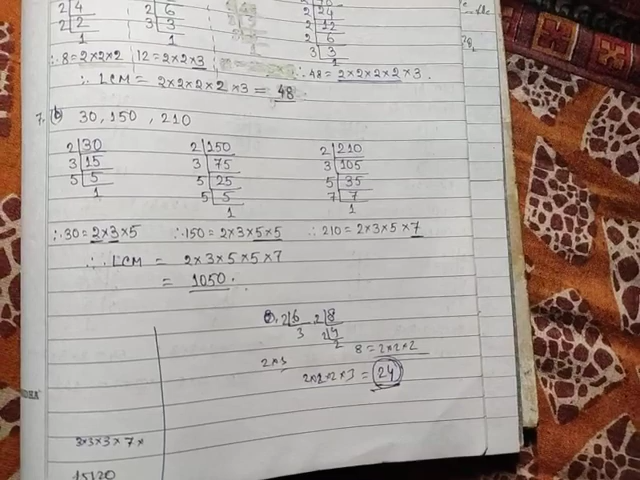 2 | 4   2 | 6   2 | 24
2 | 2   3 | 3   2 | 12
1   1   2 | 6
3 | 3
1
∴ 8 = 2×2×2   12 = 2×2×3   ∴ 48 = 2×2×2×2×3.
∴ LCM = 2×2×2×2×3 = 48
7. b) 30, 150, 210
2 | 30   2 | 150   2 | 210
3 | 15   3 | 75   3 | 105
5 | 5   5 | 25   5 | 35
1   5 | 5   7 | 7
1   1
∴ 30 = 2×3×5   ∴ 150 = 2×3×5×5   ∴ 210 = 2×3×5×7
∴ LCM = 2×3×5×5×7
= 1050.
2 | 6   2 | 8
3   2 | 4
2
8 = 2×2×2
2×3
2×2×2×3 = 24
3×3×3×7×
15120